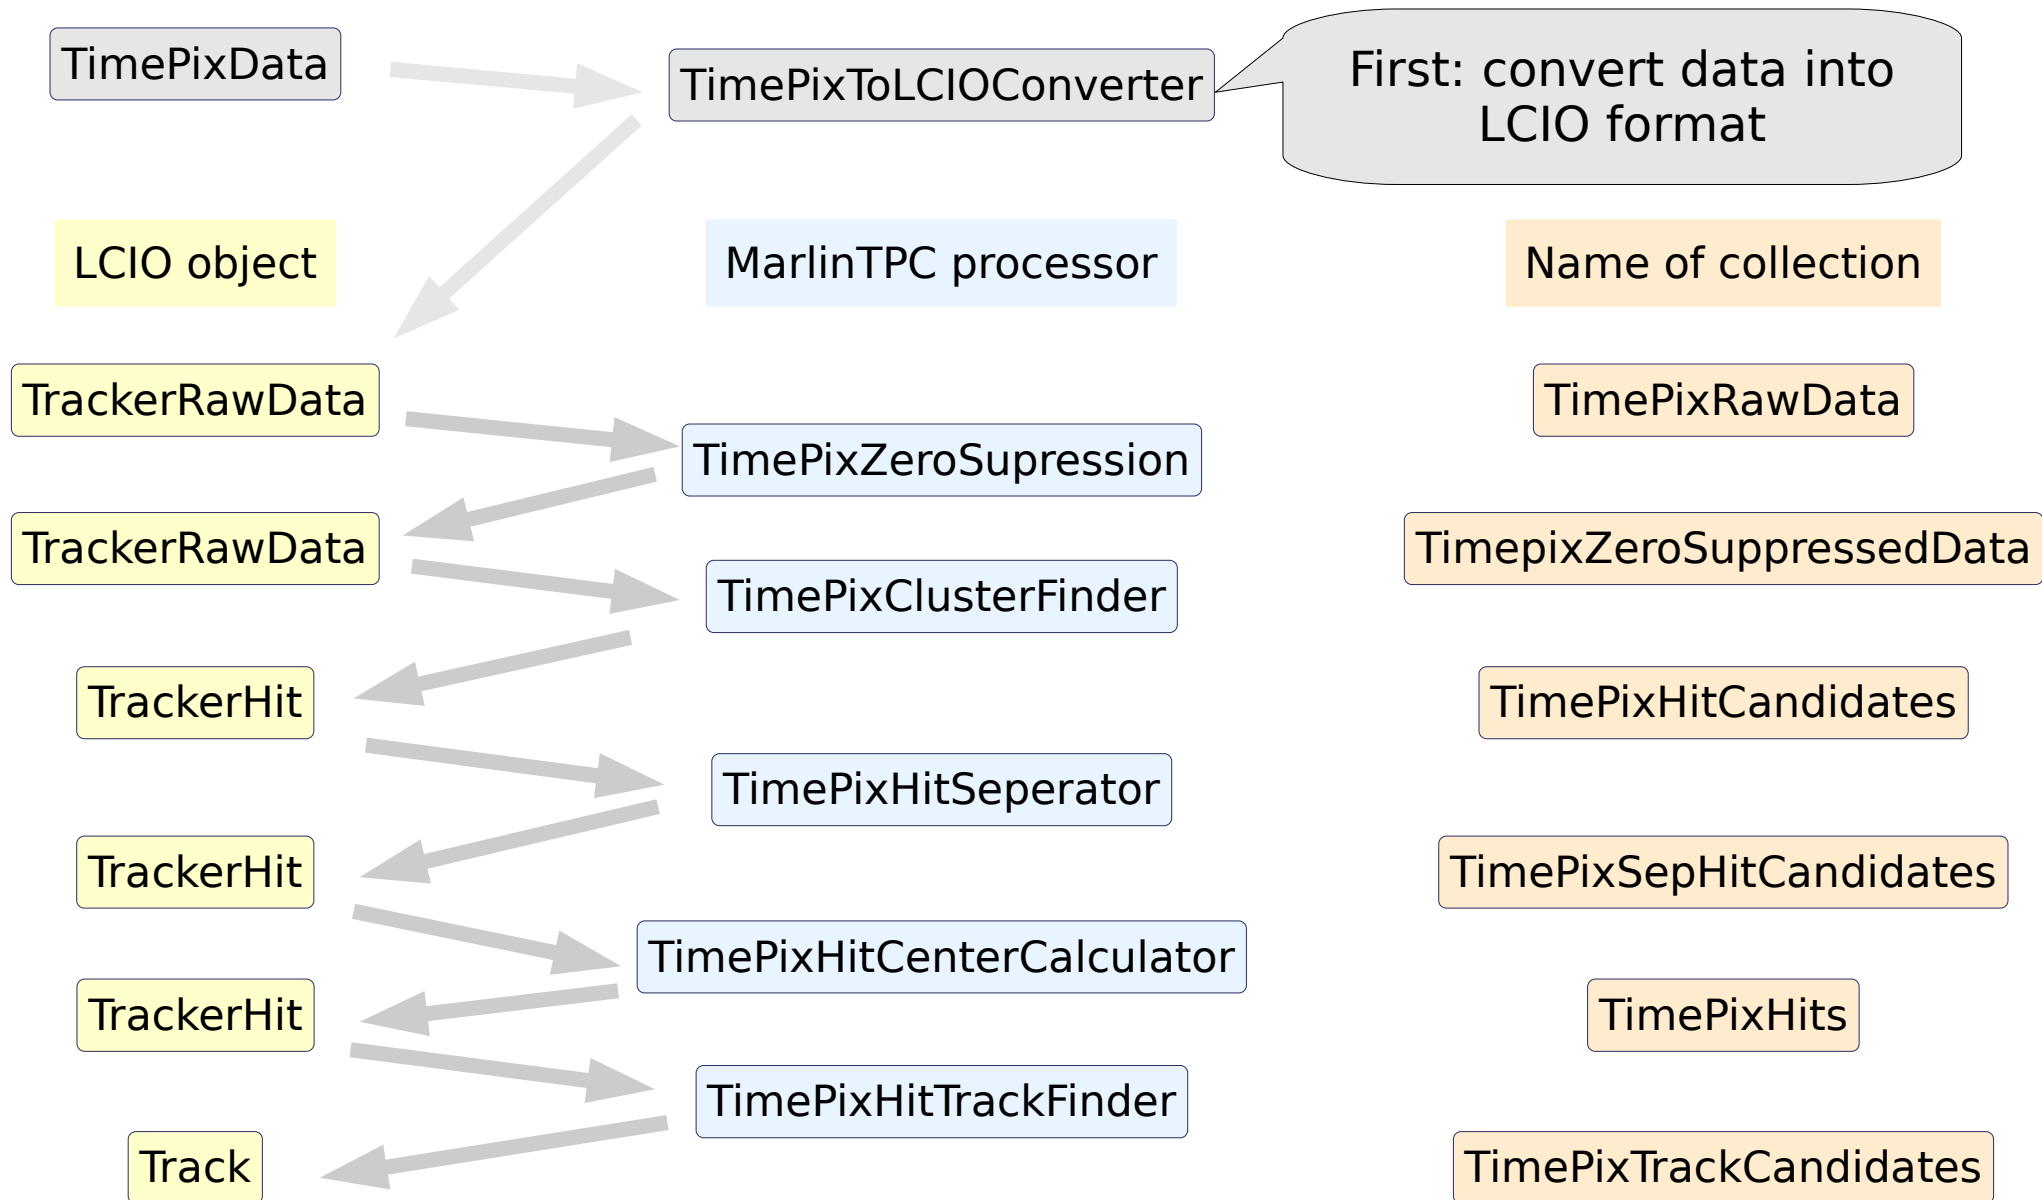 TimePixData
TimePixToLCIOConverter
First: convert data into
LCIO format
LCIO object
MarlinTPC processor
Name of collection
TrackerRawData
TimePixRawData
TimePixZeroSupression
TrackerRawData
TimepixZeroSuppressedData
TimePixClusterFinder
TrackerHit
TimePixHitCandidates
TimePixHitSeperator
TrackerHit
TimePixSepHitCandidates
TimePixHitCenterCalculator
TrackerHit
TimePixHits
TimePixHitTrackFinder
Track
TimePixTrackCandidates